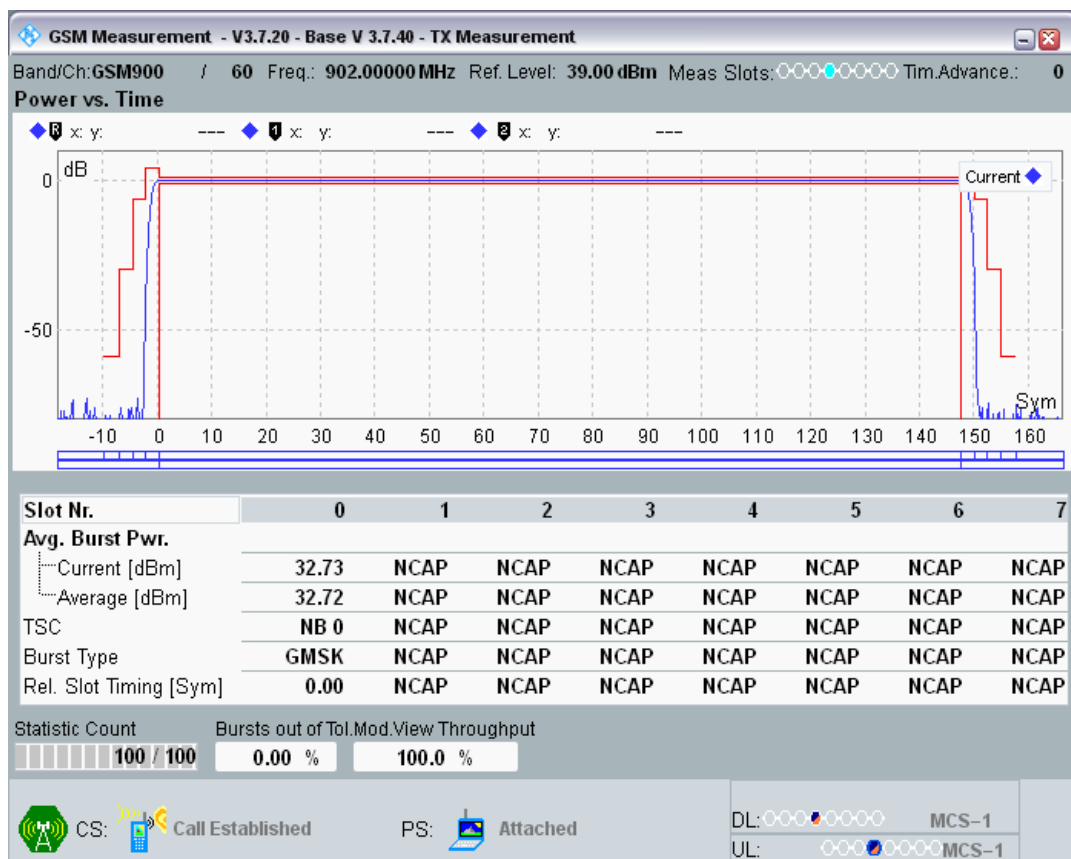 GSM Measurement - V3.7.20 - Base V 3.7.40 - TX Measurement
Band/Ch:GSM900 / 60 Freq.: 902.00000 MHz Ref. Level: 39.00 dBm Meas Slots: Tim.Advance.: 0
Power vs. Time
R x: y: --- 1 x: y: --- 2 x: y: ---
dB
Current
0
-50
Sym
-10 0 10 20 30 40 50 60 70 80 90 100 110 120 130 140 150 160
Slot Nr. 0 1 2 3 4 5 6 7
Avg. Burst Pwr.
Current [dBm] 32.73 NCAP NCAP NCAP NCAP NCAP NCAP NCAP
Average [dBm] 32.72 NCAP NCAP NCAP NCAP NCAP NCAP NCAP
TSC NB 0 NCAP NCAP NCAP NCAP NCAP NCAP NCAP
Burst Type GMSK NCAP NCAP NCAP NCAP NCAP NCAP NCAP
Rel. Slot Timing [Sym] 0.00 NCAP NCAP NCAP NCAP NCAP NCAP NCAP
Statistic Count Bursts out of Tol. Mod.View Throughput
100 / 100 0.00 % 100.0 %
CS: Call Established PS: Attached
DL: MCS-1
UL: MCS-1